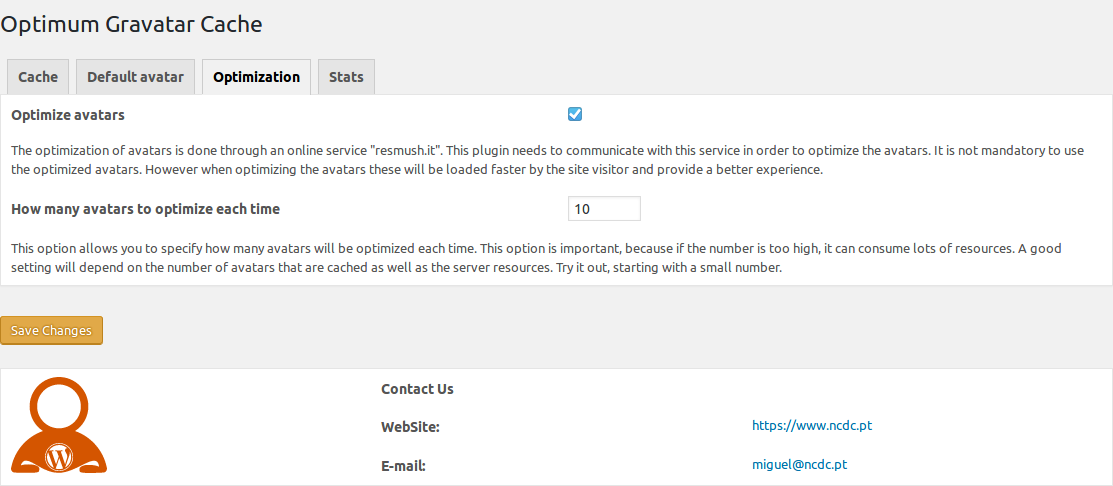 Optimum Gravatar Cache
Cache Default avatar Optimization Stats
Optimize avatars
The optimization of avatars is done through an online service "resmush.it". This plugin needs to communicate with this service in order to optimize the avatars. It is not mandatory to use
the optimized avatars. However when optimizing the avatars these will be loaded faster by the site visitor and provide a better experience.
How many avatars to optimize each time 10
This option allows you to specify how many avatars will be optimized each time. This option is important, because if the number is too high, it can consume lots of resources. A good
setting will depend on the number of avatars that are cached as well as the server resources. Try it out, starting with a small number.
Save Changes
Contact Us
WebSite: https://www.ncdc.pt
E-mail: miguel@ncdc.pt